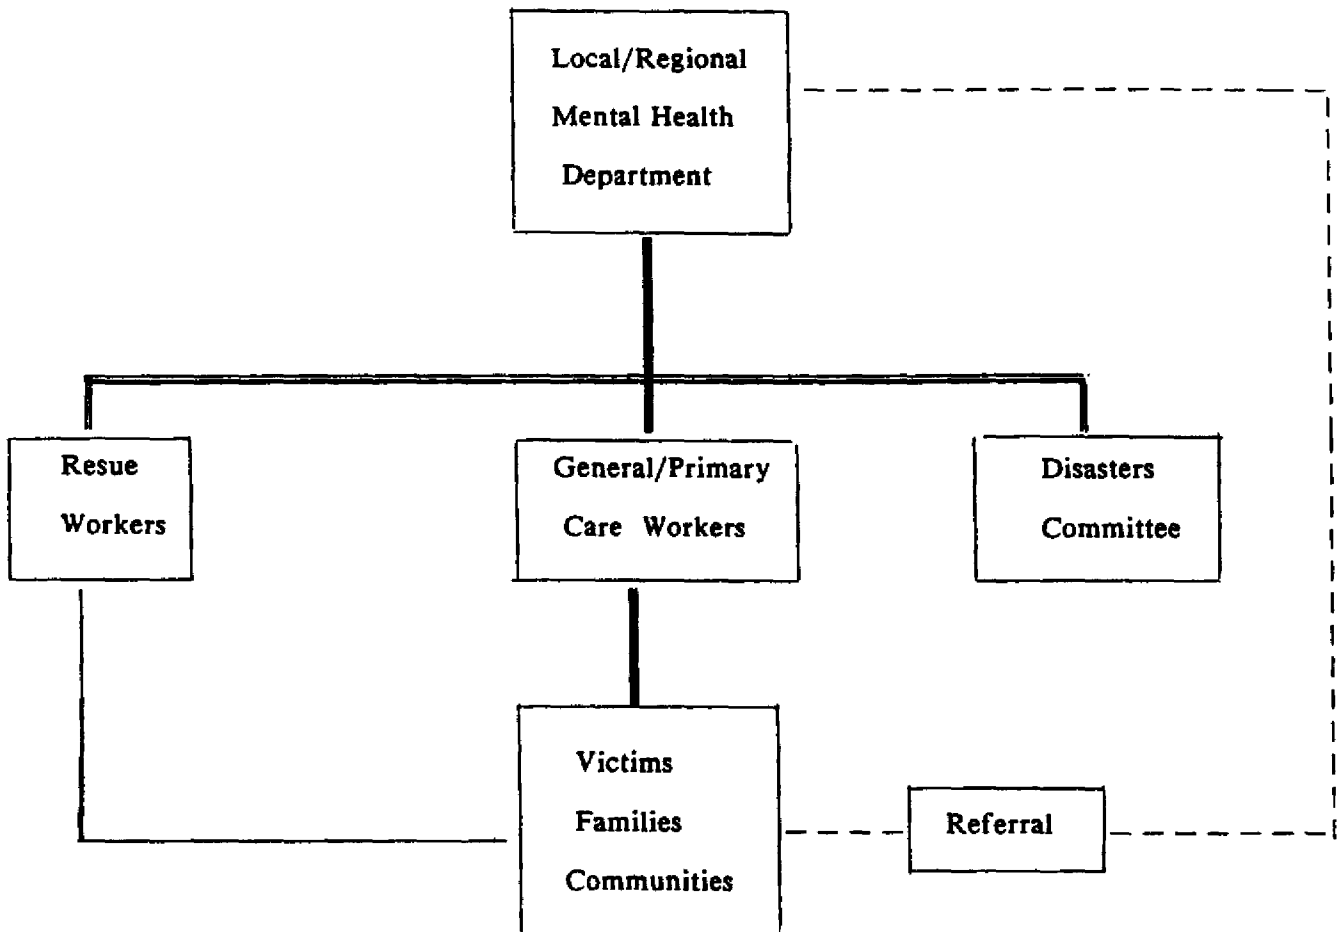 Local/Regional
Mental Health
Department
Resue
Workers
General/Primary
Care Workers
Disasters
Committee
Victims
Families
Communities
Referral